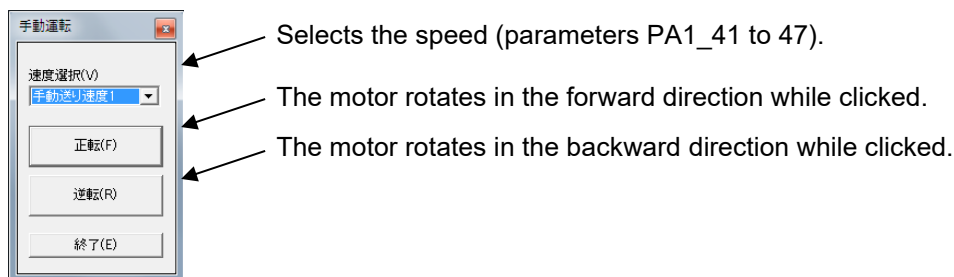 手動運転
Selects the speed (parameters PA1_41 to 47).
速度選択(V)
手動送り速度1
The motor rotates in the forward direction while clicked.
正転(F)
The motor rotates in the backward direction while clicked.
逆転(R)
終了(E)